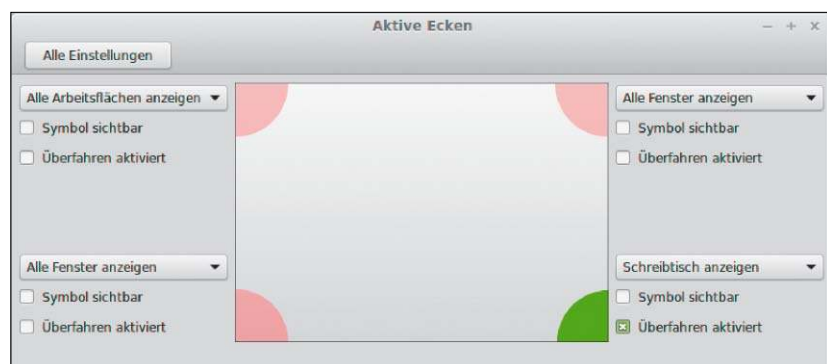 Aktive Ecken
Alle Einstellungen
Alle Arbeitsflächen anzeigen
Symbol sichtbar
Überfahren aktiviert
Alle Fenster anzeigen
Symbol sichtbar
Überfahren aktiviert
Alle Fenster anzeigen
Symbol sichtbar
Überfahren aktiviert
Schreibtisch anzeigen
Symbol sichtbar
Überfahren aktiviert